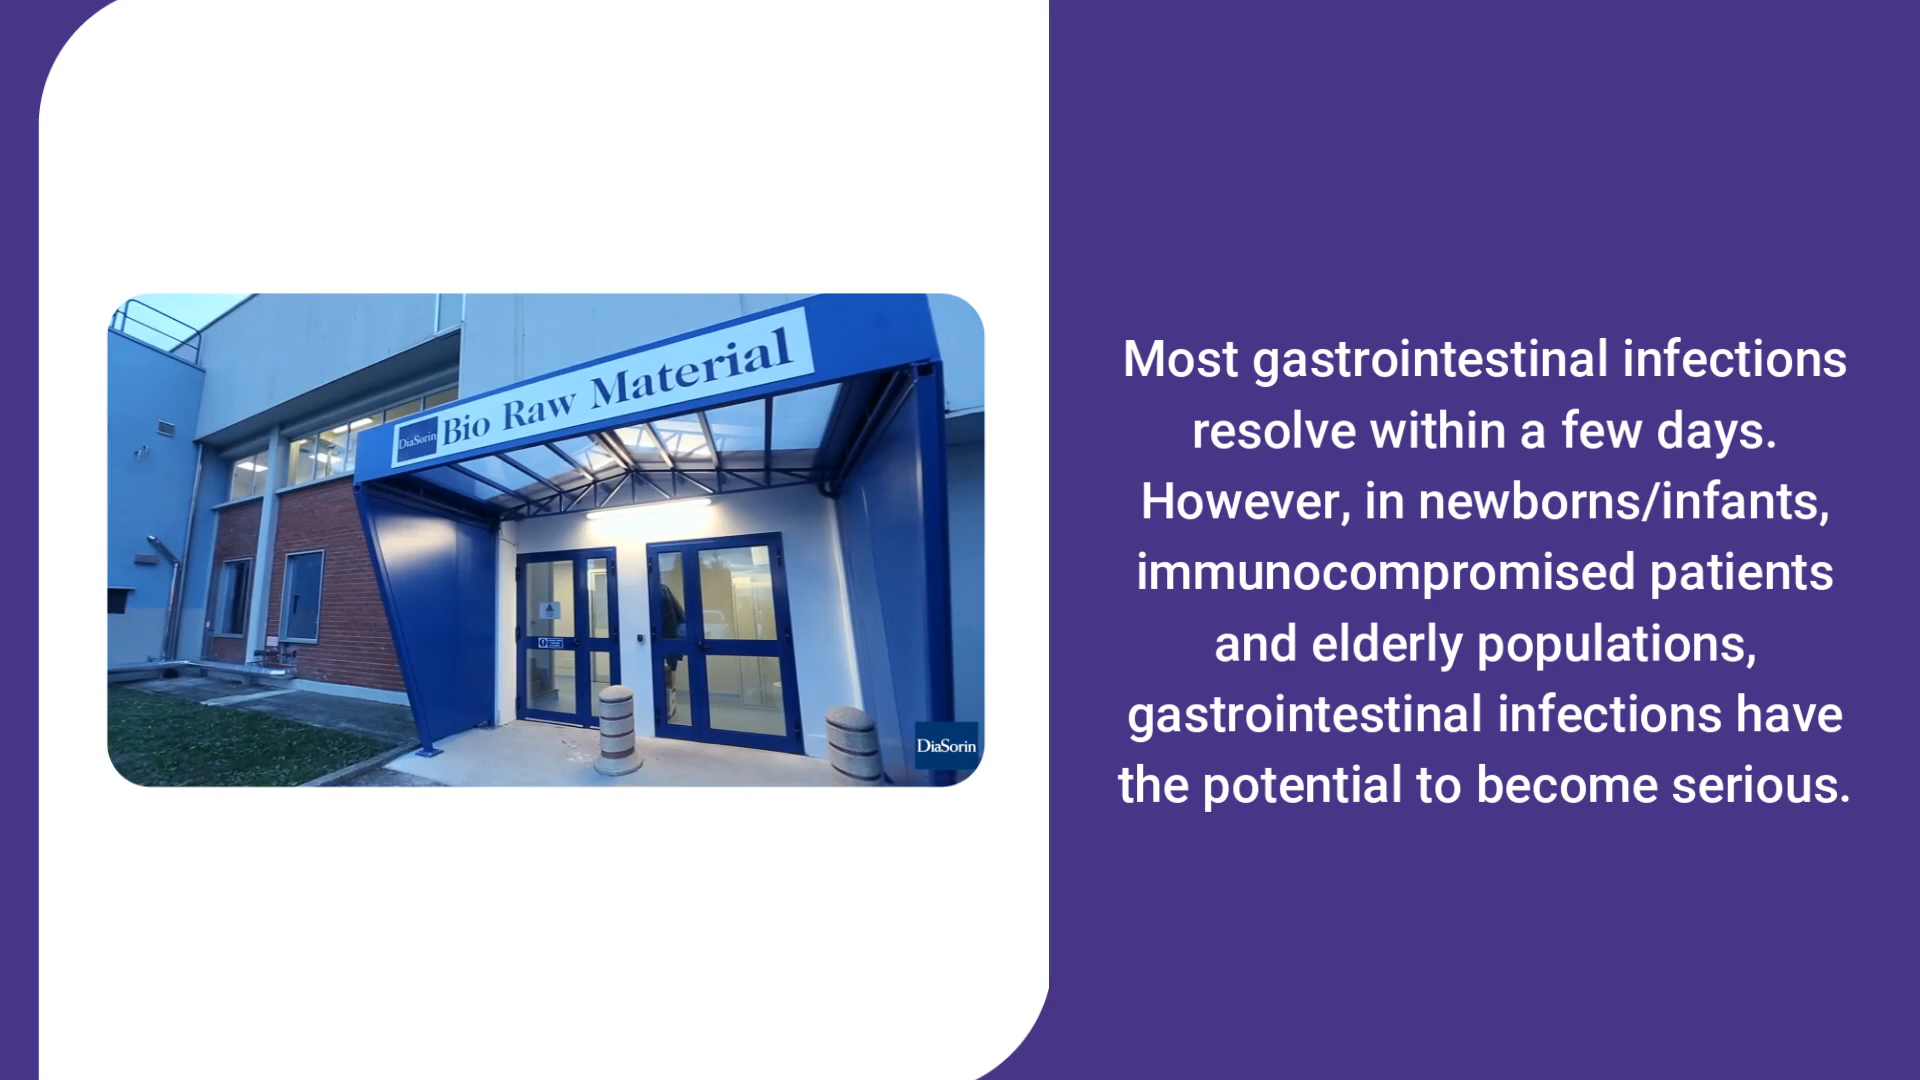 DiaSorin Bio Raw Material
DiaSorin
Most gastrointestinal infections
resolve within a few days.
However, in newborns/infants,
immunocompromised patients
and elderly populations,
gastrointestinal infections have
the potential to become serious.